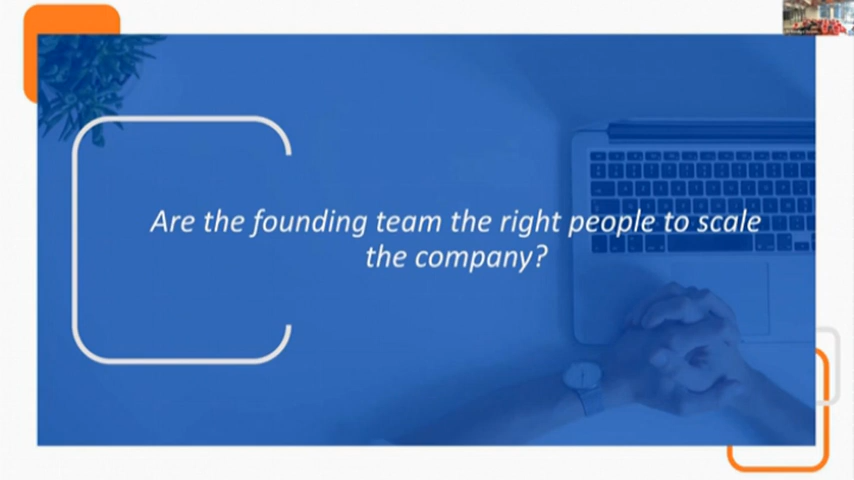 Are the founding team the right people to scale
the company?